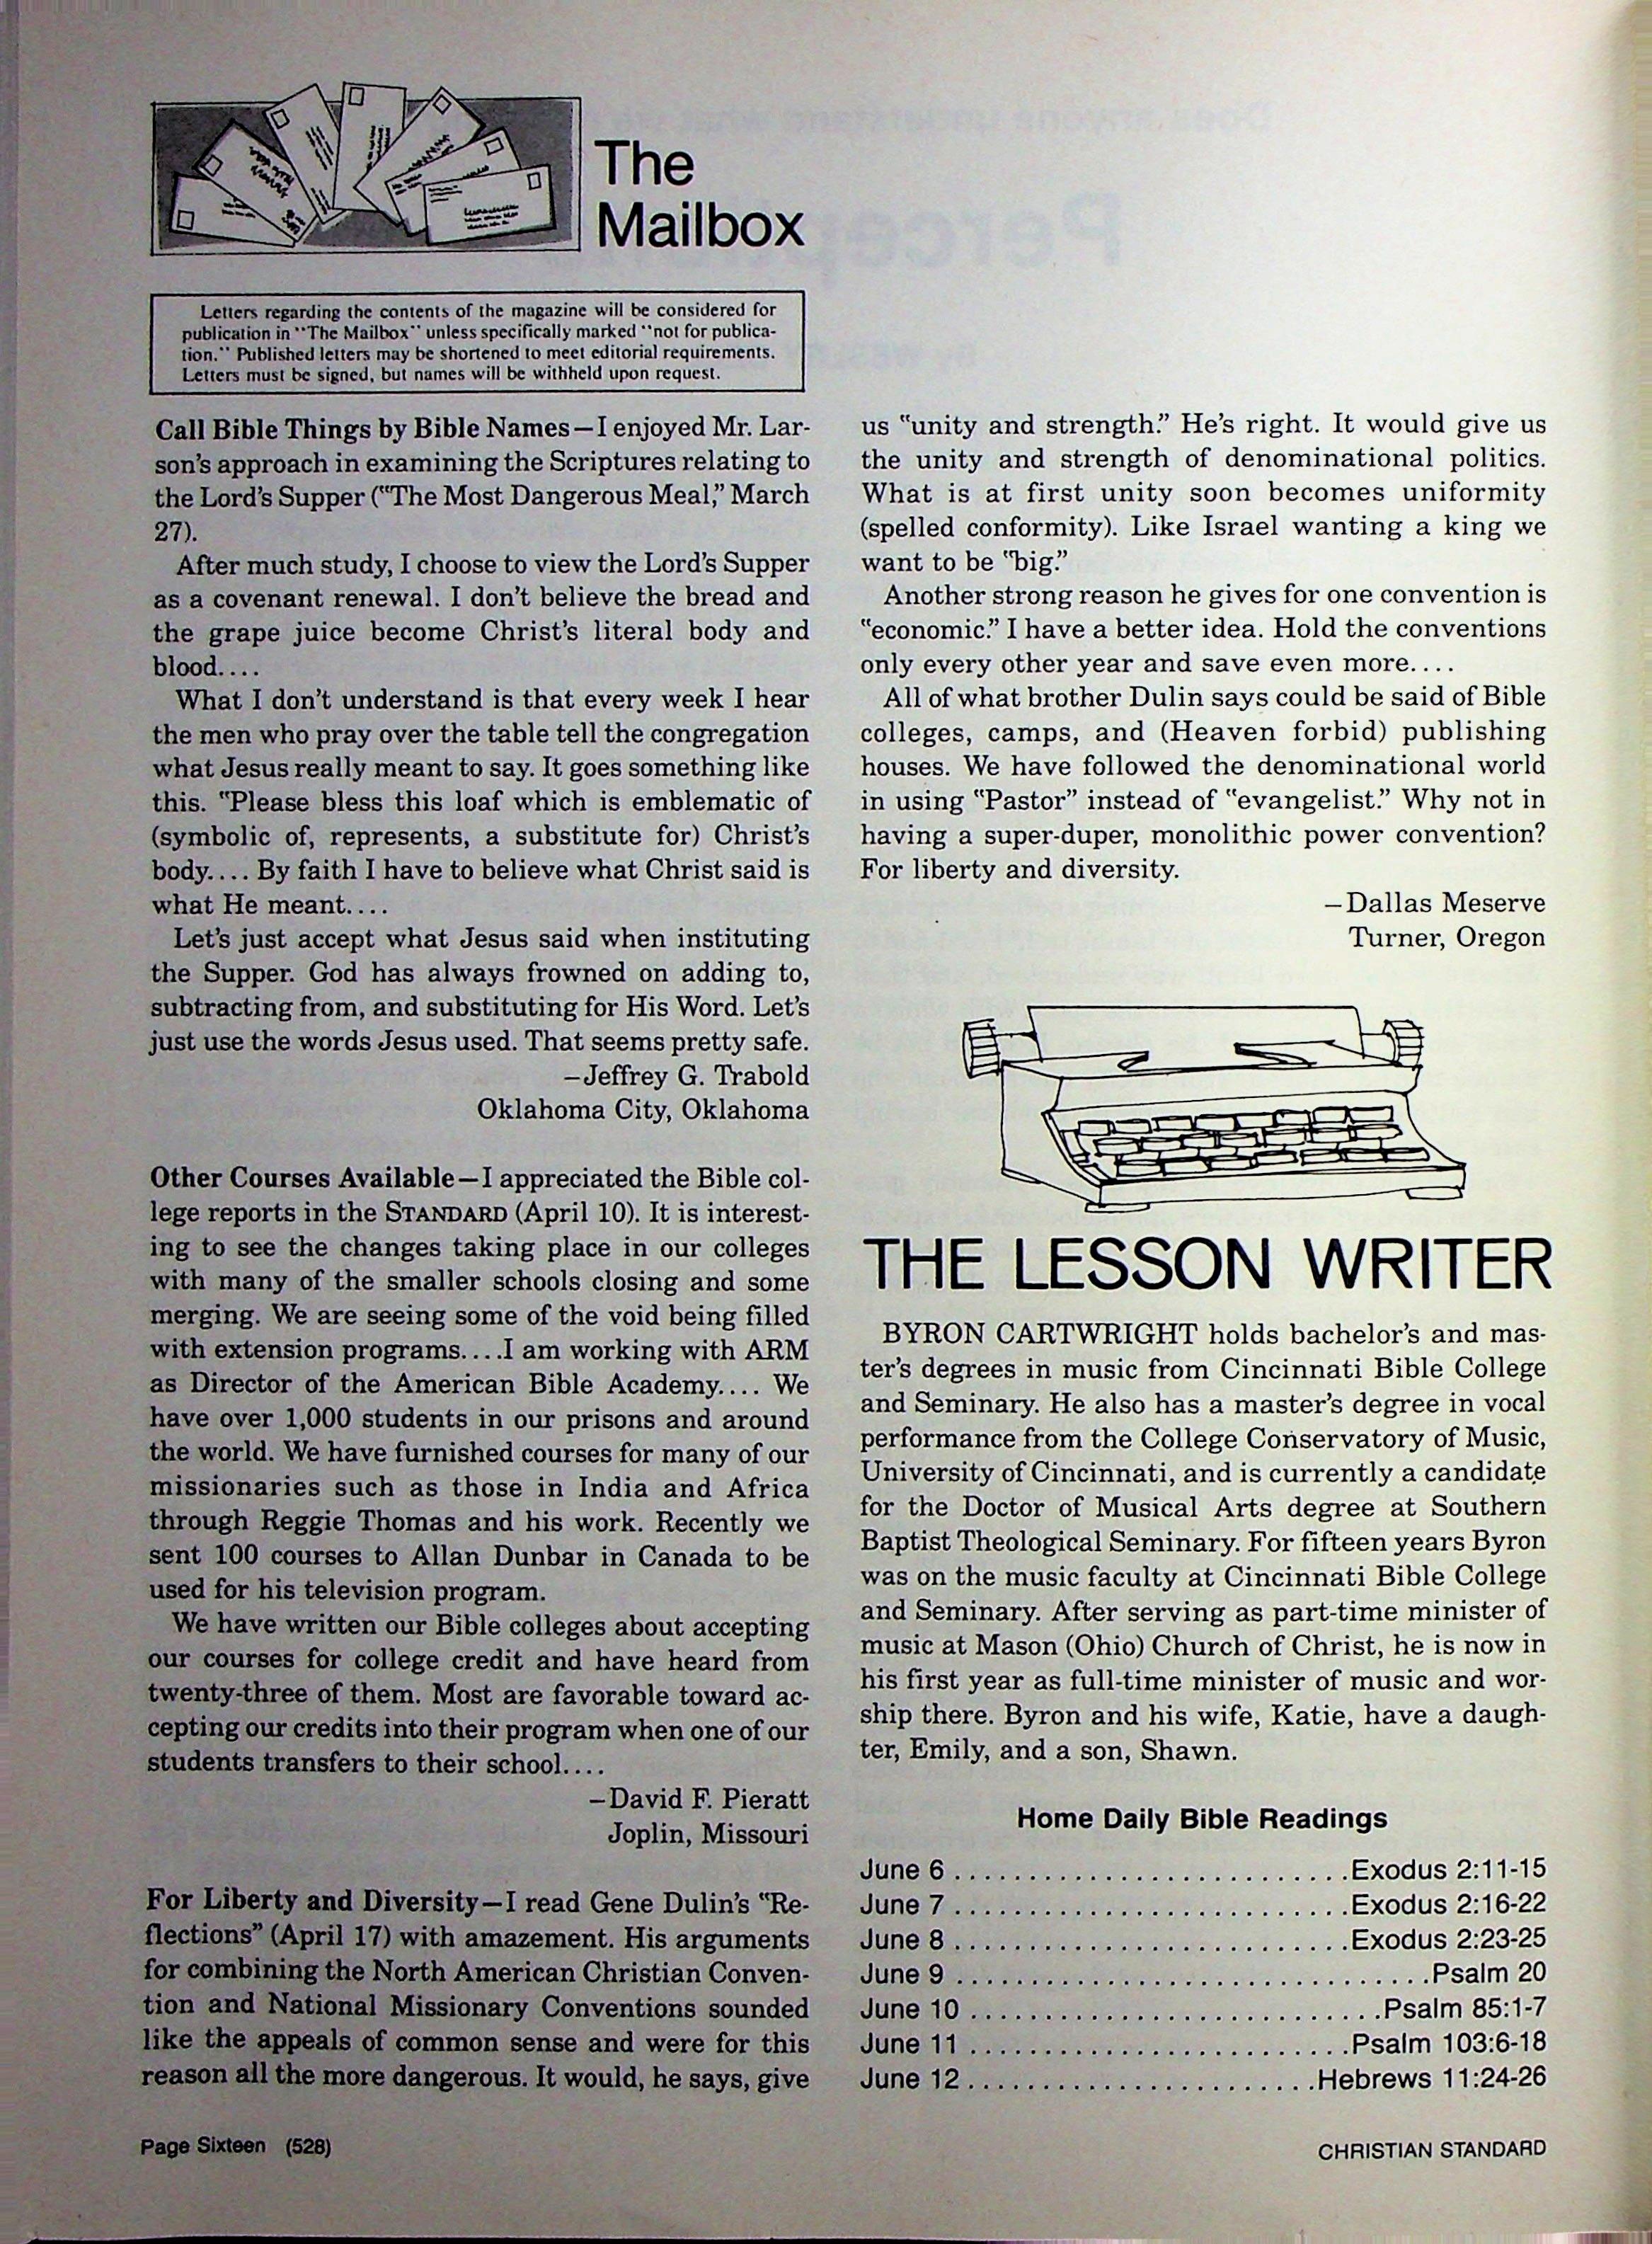 The
Mailbox
Letters regarding the contents of the magazine will be considered for
publication in "The Mailbox" unless specifically marked "not for publica-
tion." Published letters may be shortened to meet editorial requirements.
Letters must be signed, but names will be withheld upon request.
Call Bible Things by Bible Names—I enjoyed Mr. Lar-
son's approach in examining the Scriptures relating to
the Lord's Supper ("The Most Dangerous Meal," March
27).
After much study, I choose to view the Lord's Supper
as a covenant renewal. I don't believe the bread and
the grape juice become Christ's literal body and
blood....
What I don't understand is that every week I hear
the men who pray over the table tell the congregation
what Jesus really meant to say. It goes something like
this. "Please bless this loaf which is emblematic of
(symbolic of, represents, a substitute for) Christ's
body.... By faith I have to believe what Christ said is
what He meant....
Let's just accept what Jesus said when instituting
the Supper. God has always frowned on adding to,
subtracting from, and substituting for His Word. Let's
just use the words Jesus used. That seems pretty safe.
—Jeffrey G. Trabold
Oklahoma City, Oklahoma
Other Courses Available—I appreciated the Bible col-
lege reports in the STANDARD (April 10). It is interest-
ing to see the changes taking place in our colleges
with many of the smaller schools closing and some
merging. We are seeing some of the void being filled
with extension programs....I am working with ARM
as Director of the American Bible Academy.... We
have over 1,000 students in our prisons and around
the world. We have furnished courses for many of our
missionaries such as those in India and Africa
through Reggie Thomas and his work. Recently we
sent 100 courses to Allan Dunbar in Canada to be
used for his television program.
We have written our Bible colleges about accepting
our courses for college credit and have heard from
twenty-three of them. Most are favorable toward ac-
cepting our credits into their program when one of our
students transfers to their school....
—David F. Pieratt
Joplin, Missouri
For Liberty and Diversity—I read Gene Dulin's "Re-
flections" (April 17) with amazement. His arguments
for combining the North American Christian Conven-
tion and National Missionary Conventions sounded
like the appeals of common sense and were for this
reason all the more dangerous. It would, he says, give
us "unity and strength." He's right. It would give us
the unity and strength of denominational politics.
What is at first unity soon becomes uniformity
(spelled conformity). Like Israel wanting a king we
want to be "big."
Another strong reason he gives for one convention is
"economic." I have a better idea. Hold the conventions
only every other year and save even more....
All of what brother Dulin says could be said of Bible
colleges, camps, and (Heaven forbid) publishing
houses. We have followed the denominational world
in using "Pastor" instead of "evangelist." Why not in
having a super-duper, monolithic power convention?
For liberty and diversity.
—Dallas Meserve
Turner, Oregon
THE LESSON WRITER
BYRON CARTWRIGHT holds bachelor's and mas-
ter's degrees in music from Cincinnati Bible College
and Seminary. He also has a master's degree in vocal
performance from the College Conservatory of Music,
University of Cincinnati, and is currently a candidate
for the Doctor of Musical Arts degree at Southern
Baptist Theological Seminary. For fifteen years Byron
was on the music faculty at Cincinnati Bible College
and Seminary. After serving as part-time minister of
music at Mason (Ohio) Church of Christ, he is now in
his first year as full-time minister of music and wor-
ship there. Byron and his wife, Katie, have a daugh-
ter, Emily, and a son, Shawn.
Home Daily Bible Readings
June 6 .......................... Exodus 2:11-15
June 7 .......................... Exodus 2:16-22
June 8 .......................... Exodus 2:23-25
June 9 ............................... Psalm 20
June 10 ........................... Psalm 85:1-7
June 11 ......................... Psalm 103:6-18
June 12 ....................... Hebrews 11:24-26
Page Sixteen (528)
CHRISTIAN STANDARD